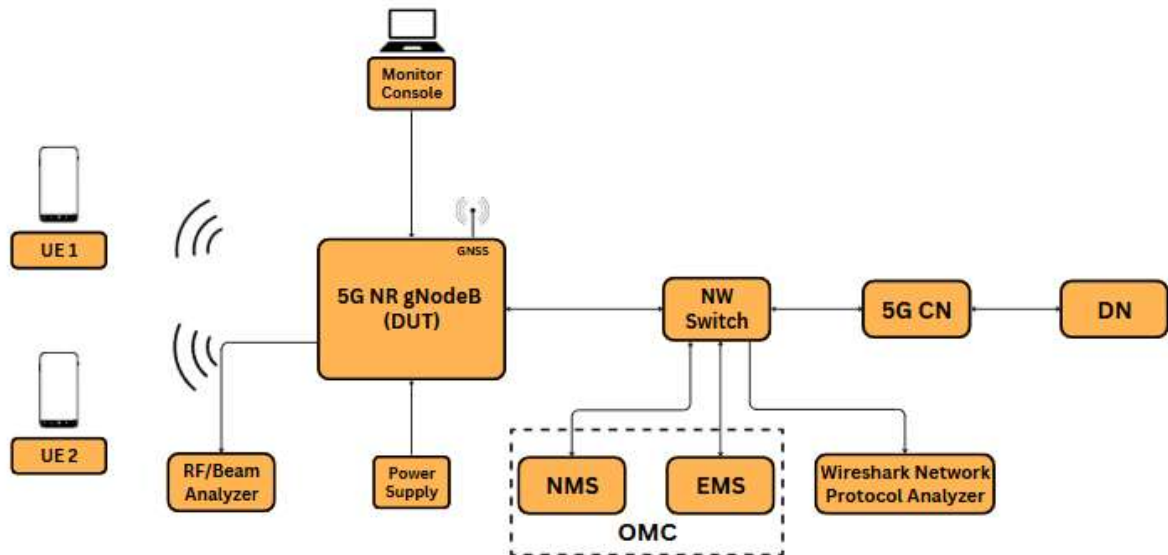 Monitor
Console
UE 1
GNSS
5G NR gNodeB
(DUT)
NW
Switch
5G CN
DN
UE 2
RF/Beam
Analyzer
Power
Supply
NMS
EMS
Wireshark Network
Protocol Analyzer
OMC